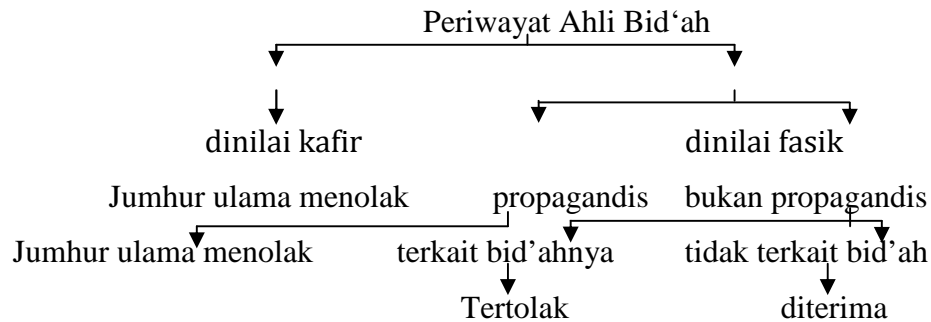 Periwayat Ahli Bid‘ah
dinilai kafir dinilai fasik
Jumhur ulama menolak propagandis bukan propagandis
Jumhur ulama menolak terkait bid’ahnya tidak terkait bid’ah
Tertolak diterima